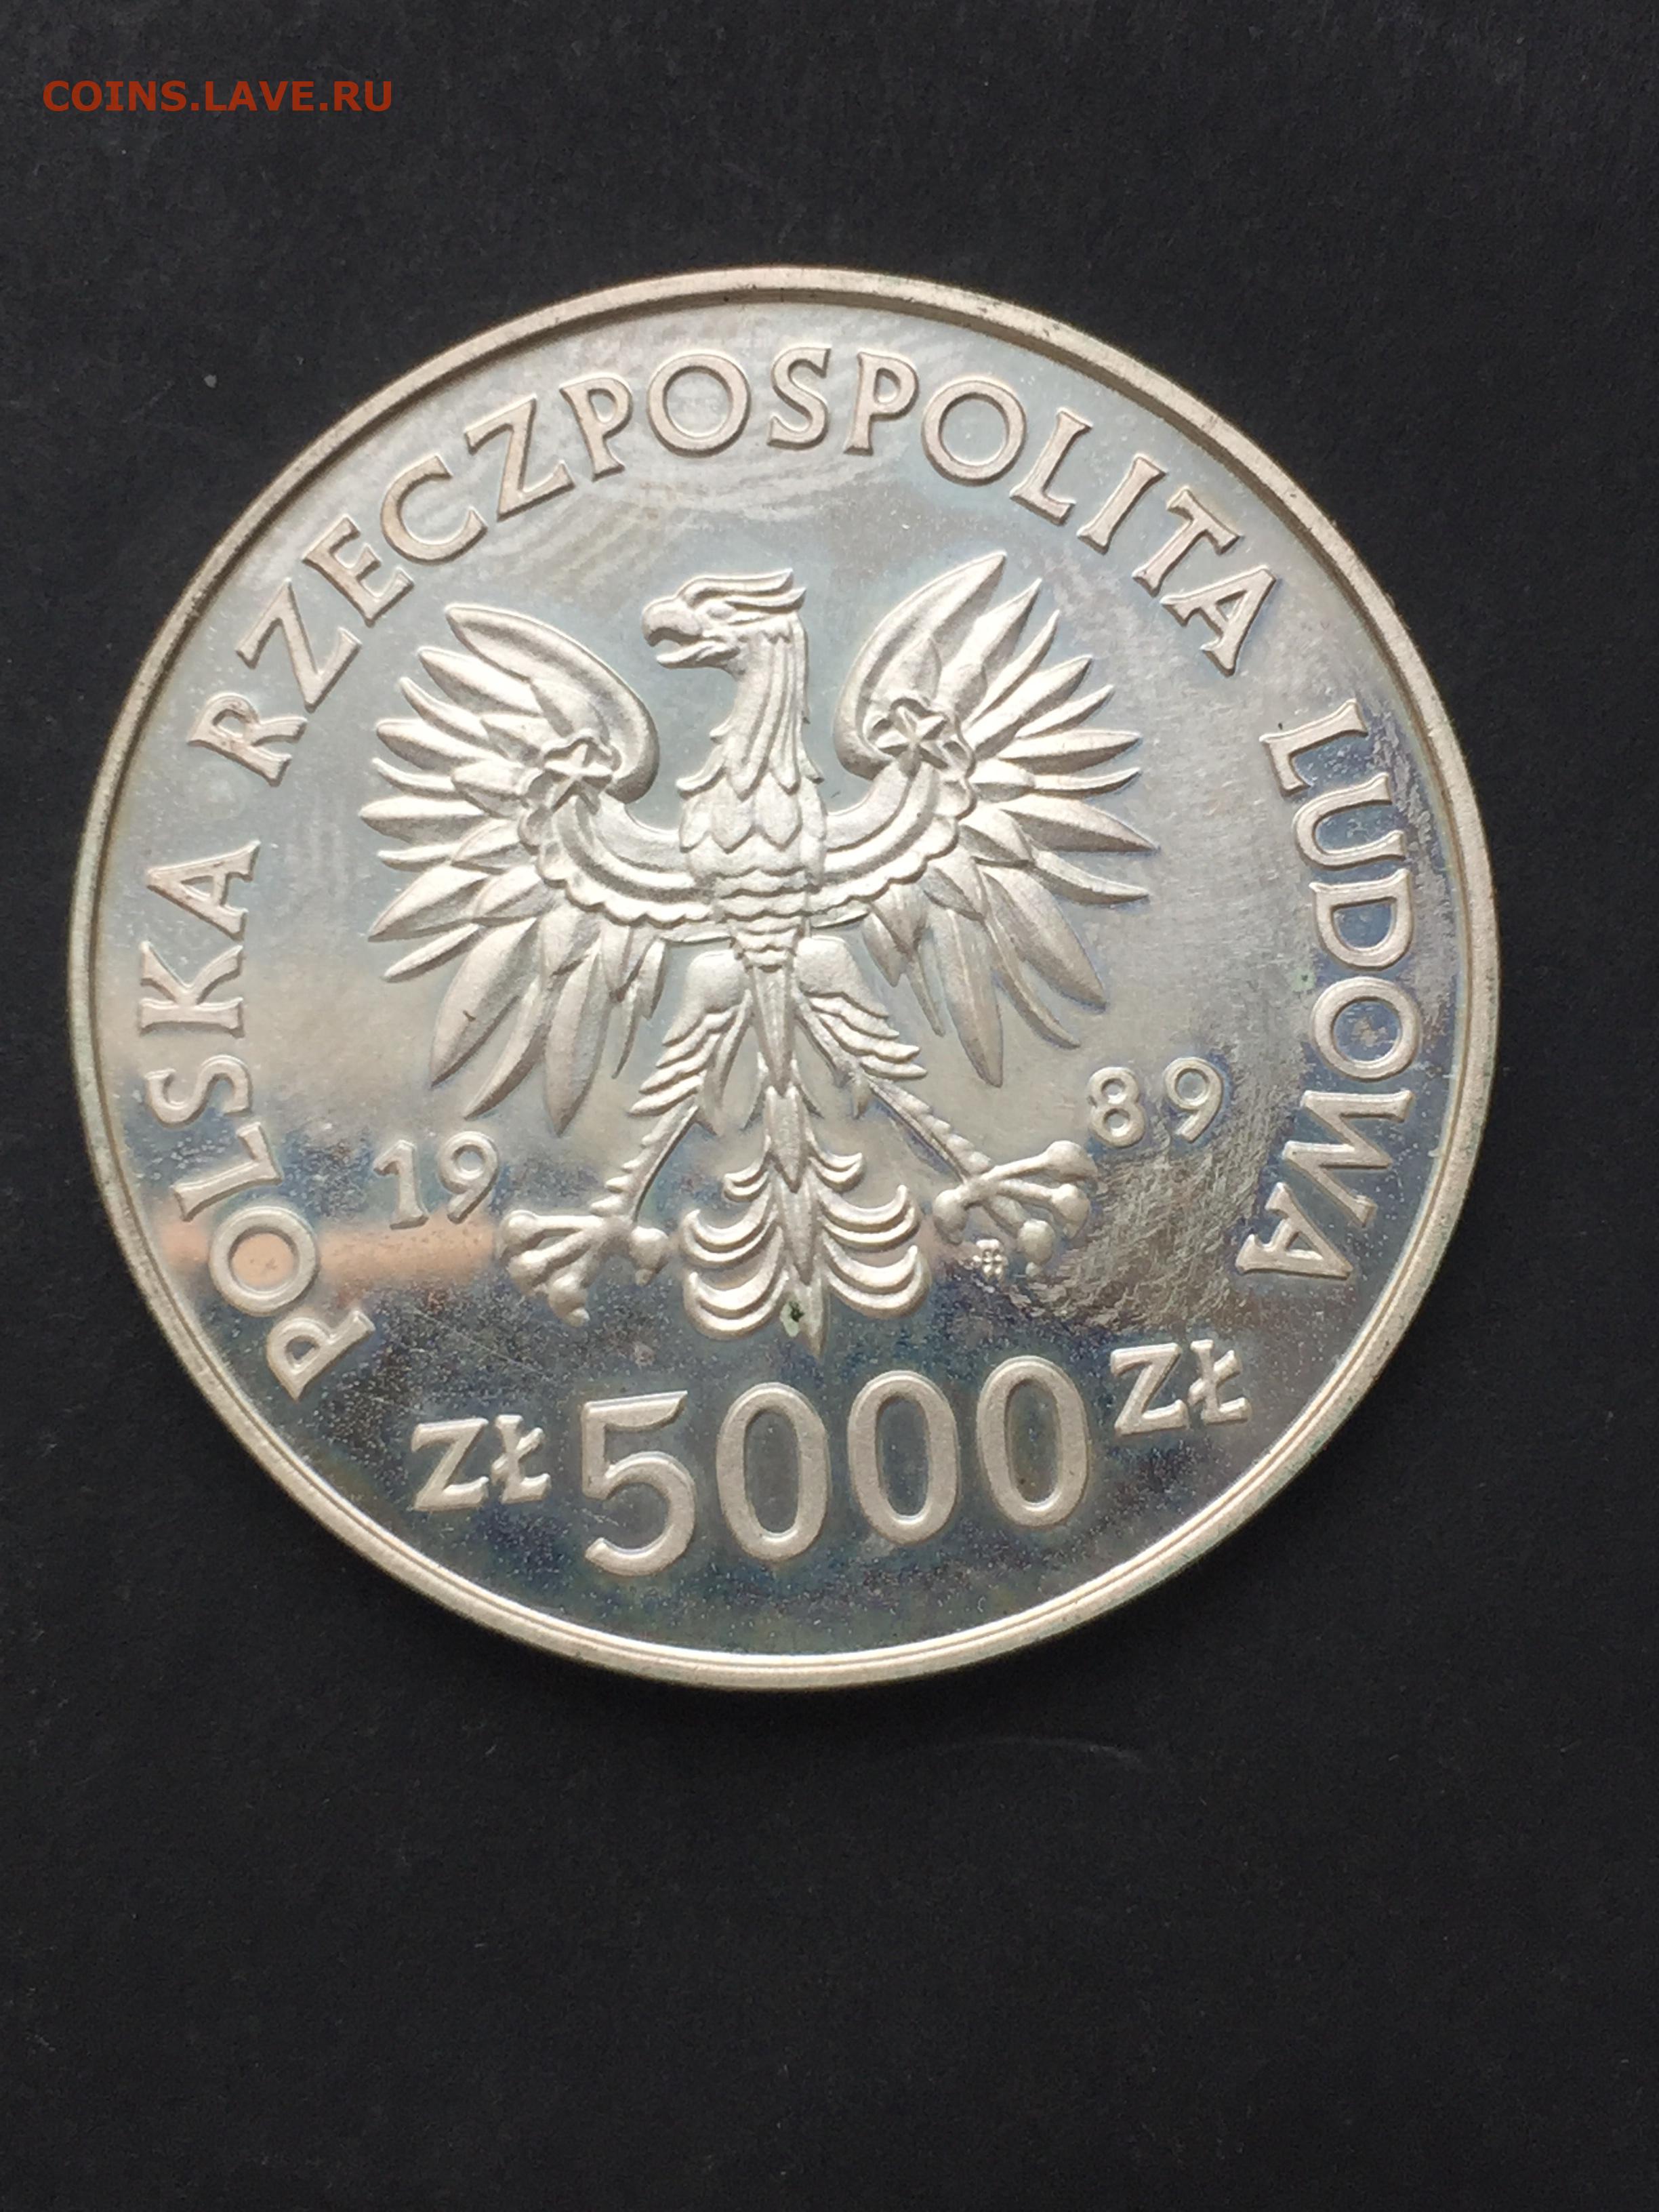 COINS.LAVE.RU
POLSKA RZECZPOSPOLITA LUDOWA
19 89
ZŁ 5000 ZŁ